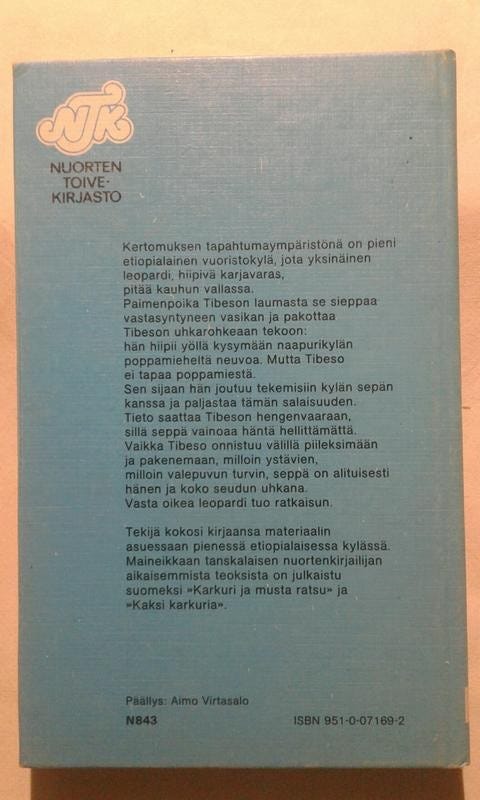 NTK
NUORTEN
TOIVE-
KIRJASTO
Kertomuksen tapahtumaympäristönä on pieni
etiopialainen vuoristokylä, jota yksinäinen
leopardi, hiipivä karjavaras,
pitää kauhun vallassa.
Paimenpoika Tibeson laumasta se sieppaa
vastasyntyneen vasikan ja pakottaa
Tibeson uhkarohkeaan tekoon:
hän hiipii yöllä kysymään naapurikylän
poppamieheltä neuvoa. Mutta Tibeso
ei tapaa poppamiestä.
Sen sijaan hän joutuu tekemisiin kylän sepän
kanssa ja paljastaa tämän salaisuuden.
Tieto saattaa Tibeson hengenvaaraan,
sillä seppä vainoaa häntä hellittämättä.
Vaikka Tibeso onnistuu välillä piileksimään
ja pakenemaan, milloin ystävien,
milloin valepuvun turvin, seppä on alituisesti
hänen ja koko seudun uhkana.
Vasta oikea leopardi tuo ratkaisun.
Tekijä kokosi kirjaansa materiaalin
asuessaan pienessä etiopialaisessa kylässä.
Maineikkaan tanskalaisen nuortenkirjailijan
aikaisemmista teoksista on julkaistu
suomeksi »Karkuri ja musta ratsu» ja
»Kaksi karkuria».
Päällys: Aimo Virtasalo
N843 ISBN 951-0-07169-2